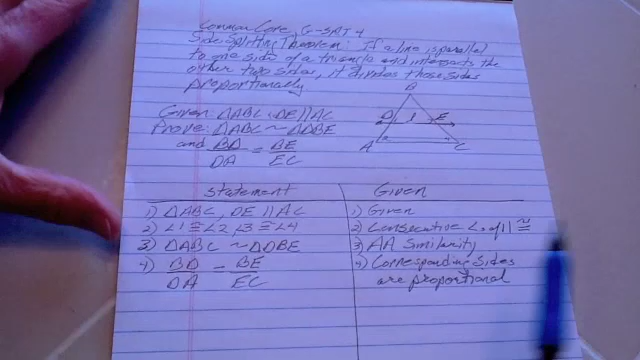 Common Core, G-SRT 4
Side Splitting Theorem: If a line is parallel
to one side of a triangle and intersects the
other two sides, it divides those sides
proportionally
Given: △ABC, DE || AC
Prove: △ABC ~ △DBE
and BD/DA = BE/EC
B
D E
A C
Statement Given
1) △ABC, DE || AC 1) Given
2) ∠1 ≅ ∠2, ∠3 ≅ ∠4 2) Consecutive ∠s of || ≅
3) △ABC ~ △DBE 3) AA Similarity
4) BD/DA = BE/EC 4) Corresponding sides
are proportional